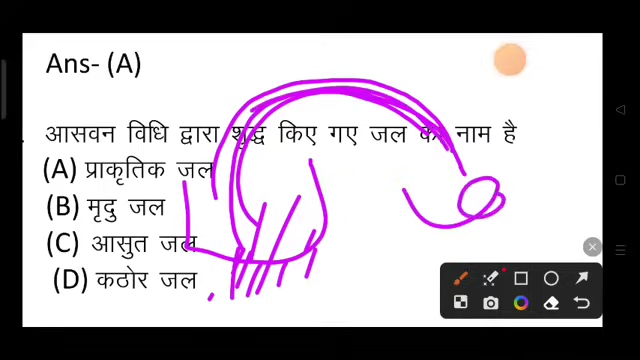 Ans- (A)
. आसवन विधि द्वारा शुद्ध किए गए जल का नाम है
(A) प्राकृतिक जल
(B) मृदु जल
(C) आसुत जल
(D) कठोर जल